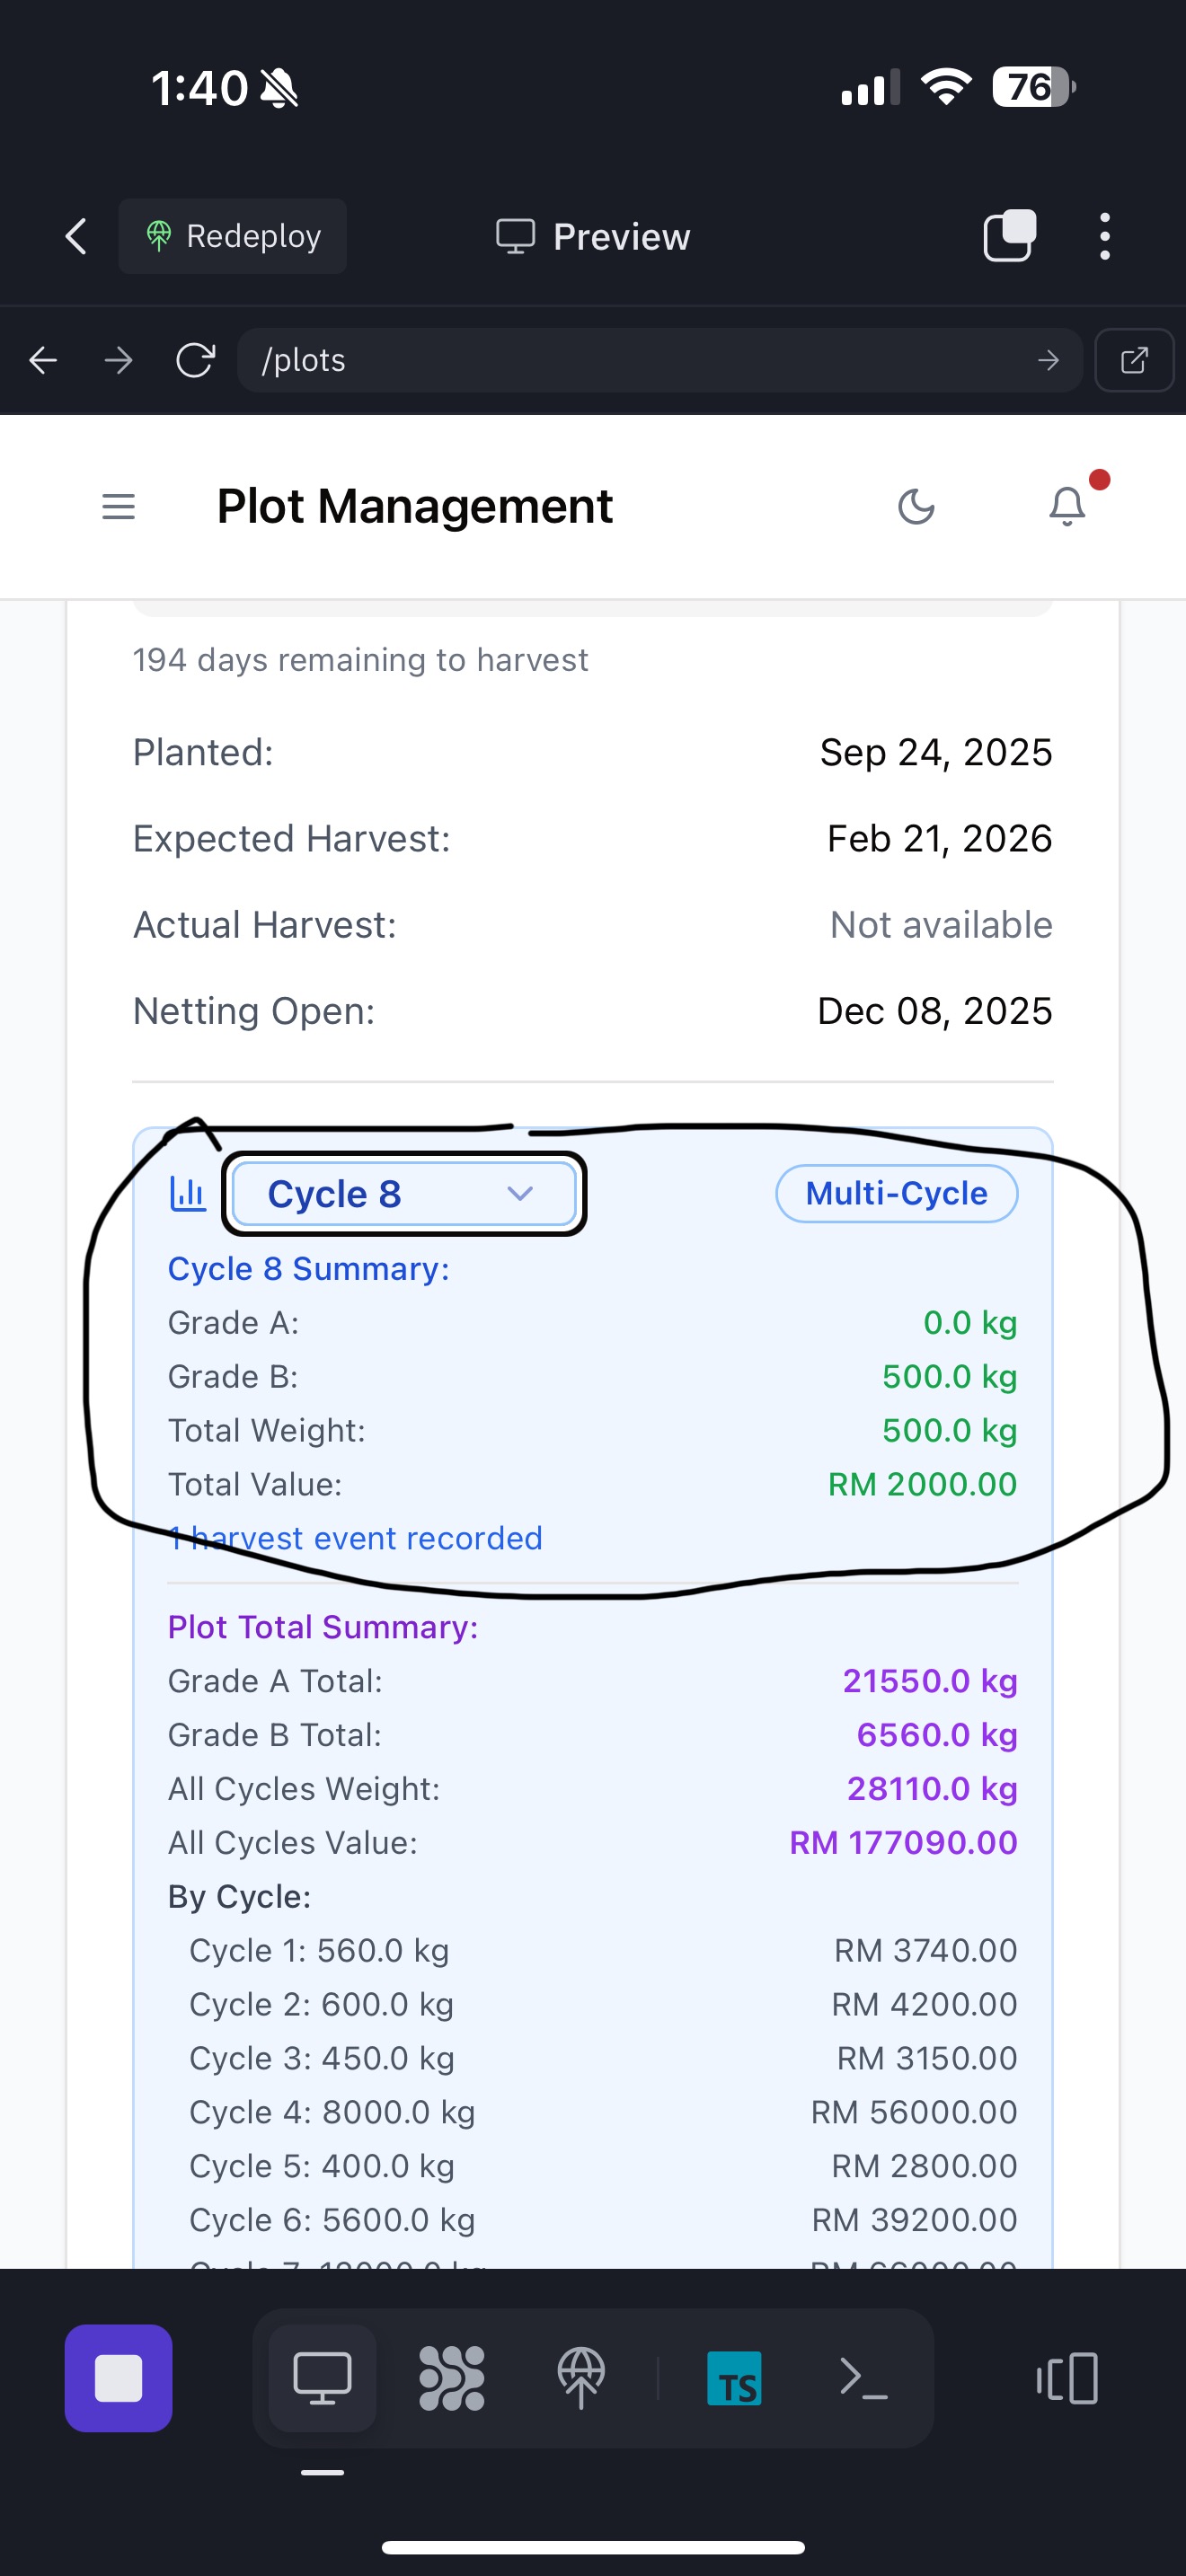 1:40
76
Redeploy
Preview
/plots
Plot Management
194 days remaining to harvest
Planted: Sep 24, 2025
Expected Harvest: Feb 21, 2026
Actual Harvest: Not available
Netting Open: Dec 08, 2025
Cycle 8 Multi-Cycle
Cycle 8 Summary:
Grade A: 0.0 kg
Grade B: 500.0 kg
Total Weight: 500.0 kg
Total Value: RM 2000.00
1 harvest event recorded
Plot Total Summary:
Grade A Total: 21550.0 kg
Grade B Total: 6560.0 kg
All Cycles Weight: 28110.0 kg
All Cycles Value: RM 177090.00
By Cycle:
Cycle 1: 560.0 kg RM 3740.00
Cycle 2: 600.0 kg RM 4200.00
Cycle 3: 450.0 kg RM 3150.00
Cycle 4: 8000.0 kg RM 56000.00
Cycle 5: 400.0 kg RM 2800.00
Cycle 6: 5600.0 kg RM 39200.00
TS